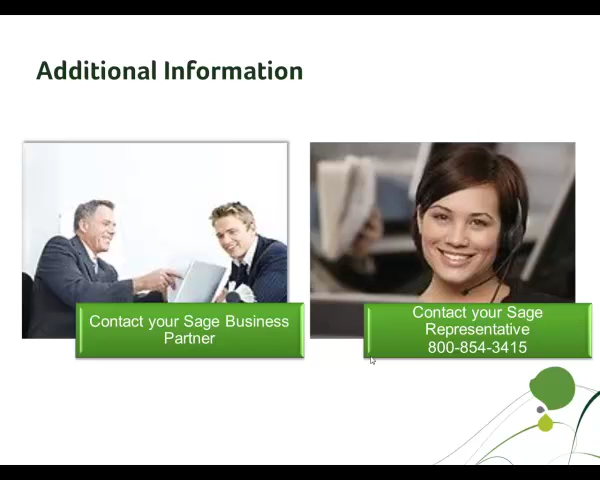 Additional Information
Contact your Sage Business
Partner
Contact your Sage
Representative
800-854-3415